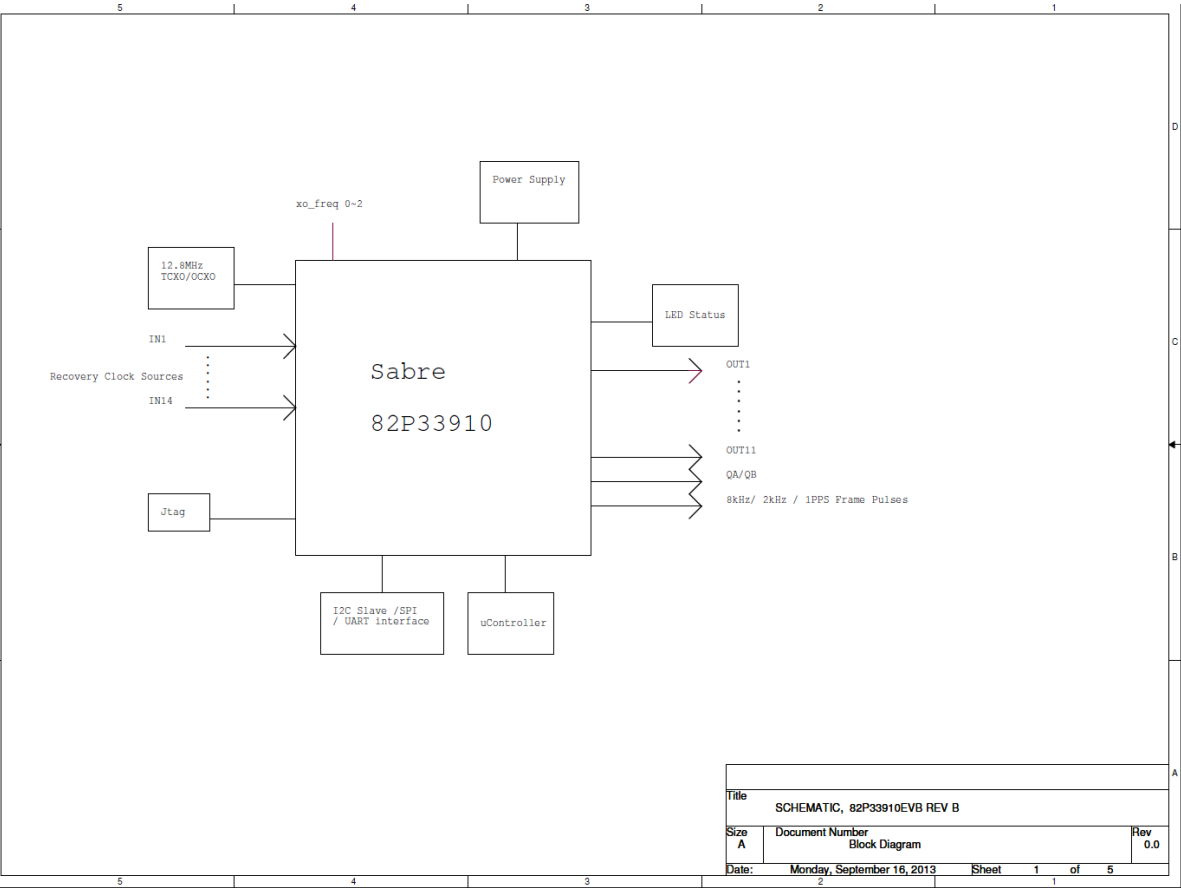 5 4 3 2 1
D
Power Supply
xo_freq 0~2
12.8MHz
TCXO/OCXO
LED Status
IN1
C
OUT1
Sabre
Recovery Clock Sources
IN14
82P33910
OUT11
QA/QB
8kHz/ 2kHz / 1PPS Frame Pulses
Jtag
B
I2C Slave /SPI
/ UART interface
uController
A
Title
SCHEMATIC, 82P33910EVB REV B
Size Document Number Rev
A Block Diagram 0.0
Date: Monday, September 16, 2013 Sheet 1 of 5
5 4 3 2 1